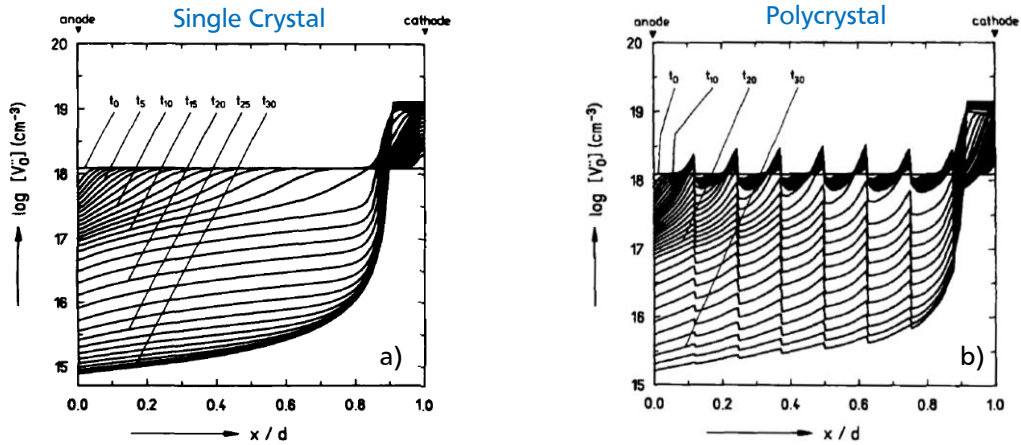 Single Crystal
anode
cathode
20
19
18
17
16
15
log [V̈₀] (cm⁻³)
t₀ t₅ t₁₀ t₁₅ t₂₀ t₂₅ t₃₀
a)
0.0 0.2 0.4 0.6 0.8 1.0
x / d
Polycrystal
anode
cathode
20
19
18
17
16
15
log [V̈₀] (cm⁻³)
t₀ t₁₀ t₂₀ t₃₀
b)
0.0 0.2 0.4 0.6 0.8 1.0
x / d